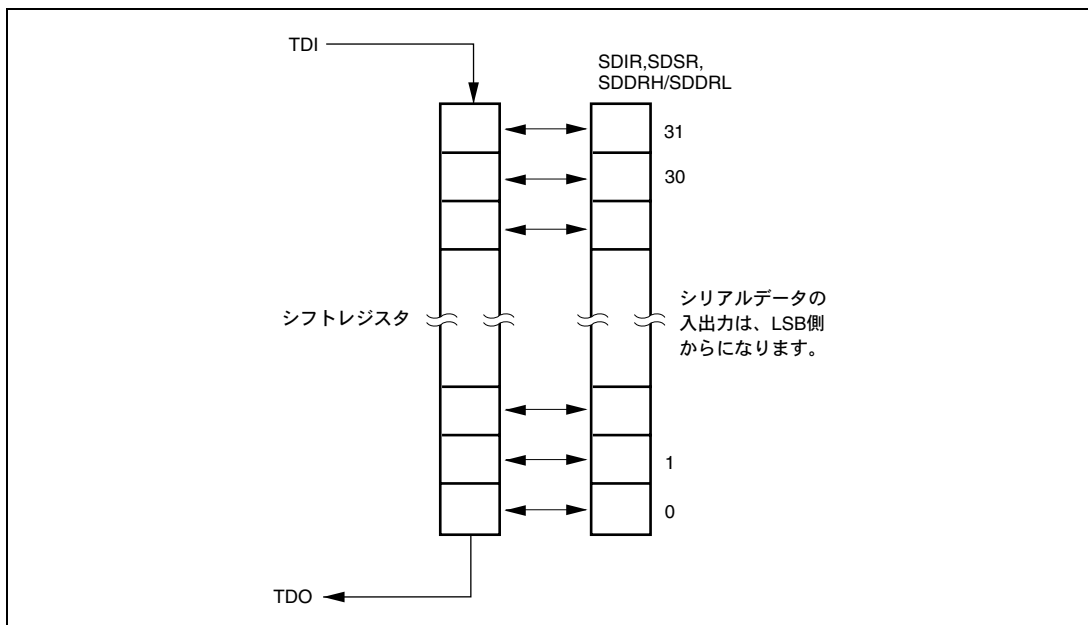 TDI
SDIR,SDSR,
SDDRH/SDDRL
31
30
シフトレジスタ
シリアルデータの
入出力は、LSB側
からになります。
1
0
TDO